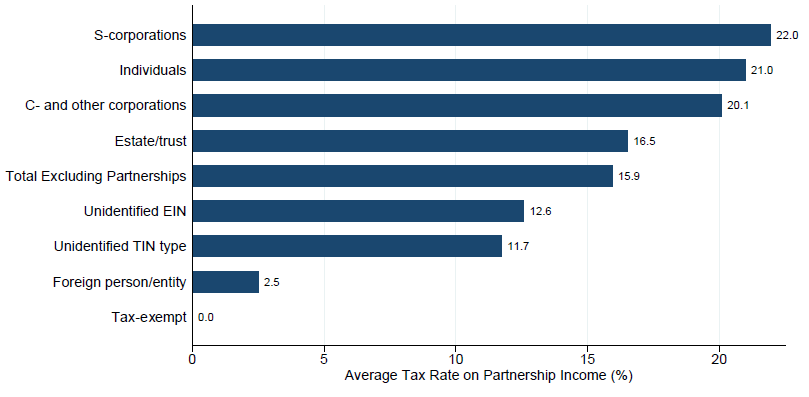 S-corporations 22.0
Individuals 21.0
C- and other corporations 20.1
Estate/trust 16.5
Total Excluding Partnerships 15.9
Unidentified EIN 12.6
Unidentified TIN type 11.7
Foreign person/entity 2.5
Tax-exempt 0.0
0 5 10 15 20
Average Tax Rate on Partnership Income (%)